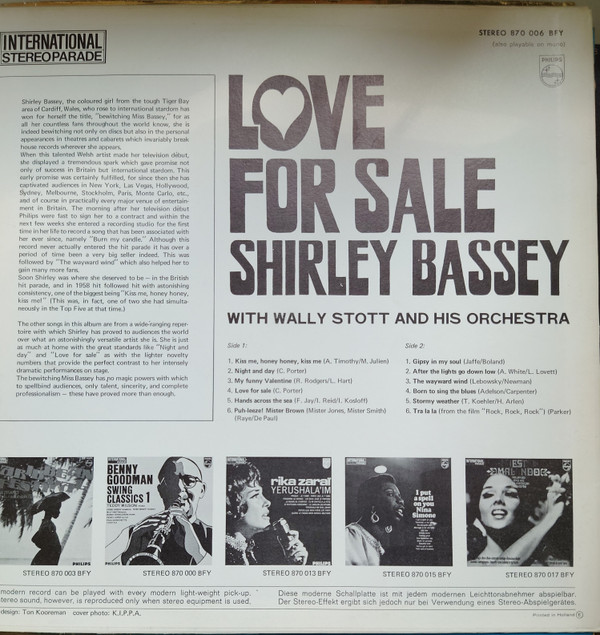 INTERNATIONAL
STEREOPARADE
STEREO 870 006 BFY
(also playable on mono)
PHILIPS
Shirley Bassey, the coloured girl from the tough Tiger Bay
area of Cardiff, Wales, who rose to international stardom has
won for herself the title, "bewitching Miss Bassey," for as
all her countless fans throughout the world know, she is
indeed bewitching not only on discs but also in the personal
appearances in theatres and cabarets which invariably break
house records wherever she appears.
When this talented Welsh artist made her television début,
she displayed a tremendous spark which gave promise not
only of success in Britain but international stardom. This
early promise was certainly fulfilled, for since then she has
captivated audiences in New York, Las Vegas, Hollywood,
Sydney, Melbourne, Stockholm, Paris, Monte Carlo, etc.,
and of course in practically every major venue of entertain-
ment in Britain. The morning after her television début
Philips were fast to sign her to a contract and within the
next few weeks she entered a recording studio for the first
time in her life to record a song that has been associated with
her ever since, namely "Burn my candle." Although this
record never actually entered the hit parade it has over a
period of time been a very big seller indeed. This was
followed by "The wayward wind" which also helped her to
gain many more fans.
Soon Shirley was where she deserved to be — in the British
hit parade, and in 1958 hit followed hit with astonishing
consistency, one of the biggest being "Kiss me, honey honey,
kiss me!" (This was, in fact, one of two she had simulta-
neously in the Top Five at that time.)
The other songs in this album are from a wide-ranging reper-
toire with which Shirley has proved to audiences the world
over what an astonishingly versatile artist she is. She is just
as much at home with the great standards like "Night and
day" and "Love for sale" as with the lighter novelty
numbers that provide the perfect contrast to her intensely
dramatic performances on stage.
The bewitching Miss Bassey has no magic powers with which
to spellbind audiences, only talent, sincerity, and complete
professionalism — these have proved more than enough.
LOVE
FOR SALE
SHIRLEY BASSEY
WITH WALLY STOTT AND HIS ORCHESTRA
Side 1:
1. Kiss me, honey honey, kiss me (A. Timothy/M. Julien)
2. Night and day (C. Porter)
3. My funny Valentine (R. Rodgers/L. Hart)
4. Love for sale (C. Porter)
5. Hands across the sea (F. Jay/I. Reid/I. Kosloff)
6. Puh-leeze! Mister Brown (Mister Jones, Mister Smith)
(Raye/De Paul)
Side 2:
1. Gipsy in my soul (Jaffe/Boland)
2. After the lights go down low (A. White/L. Lovett)
3. The wayward wind (Lebowsky/Newman)
4. Born to sing the blues (Adelson/Carpenter)
5. Stormy weather (T. Koehler/H. Arlen)
6. Tra la la (from the film "Rock, Rock, Rock") (Parker)
PHILIPS
BENNY
GOODMAN
SWING
CLASSICS 1
PHILIPS
rika zaraï
YERUSHALA'IM
PHILIPS
I put
a spell
on you
Nina
Simone
STEREO 870 003 BFY
STEREO 870 000 BFY
STEREO 870 013 BFY
STEREO 870 015 BFY
STEREO 870 017 BFY
modern record can be played with every modern light-weight pick-up.
stereo sound, however, is reproduced only when stereo equipment is used.
Diese moderne Schallplatte ist mit jedem modernen Leichttonabnehmer abspielbar.
Der Stereo-Effekt ergibt sich jedoch nur bei Verwendung eines Stereo-Abspielgerätes.
design: Ton Kooreman cover photo: K.I.P.P.A.
Printed in Holland